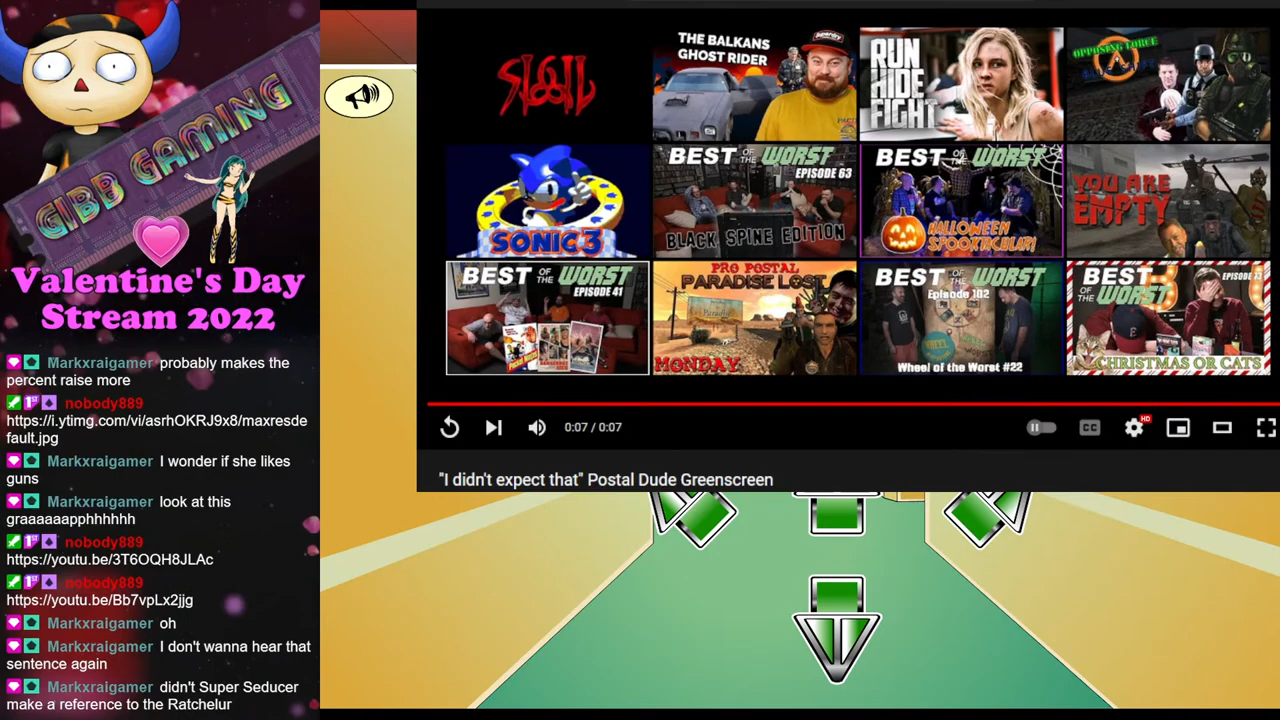 GIBB GAMING
Valentine's Day
Stream 2022
Markxraigamer probably makes the
percent raise more
nobody889
https://i.ytimg.com/vi/asrhOKRJ9x8/maxresde
fault.jpg
Markxraigamer I wonder if she likes
guns
Markxraigamer look at this
graaaaaapphhhhhh
nobody889
https://youtu.be/3T6OQH8JLAc
nobody889
https://youtu.be/Bb7vpLx2jjg
Markxraigamer oh
Markxraigamer I don't wanna hear that
sentence again
Markxraigamer didn't Super Seducer
make a reference to the Ratchelur
SIGIL
THE BALKANS
GHOST RIDER
RUN
HIDE
FIGHT
OPPOSING FORCE
SONIC 3
BEST OF THE WORST
EPISODE 63
BLACK SPINE EDITION
BEST OF THE WORST
HALLOWEEN
SPOOKTACULAR!
YOU ARE
EMPTY
BEST OF THE WORST
EPISODE 41
PRO POSTAL
PARADISE LOST
MONDAY
BEST OF THE WORST
Episode 102
Wheel of the Worst #22
BEST
OF THE
WORST
CHRISTMAS OR CATS
0:07 / 0:07
CC
HD
"I didn't expect that" Postal Dude Greenscreen